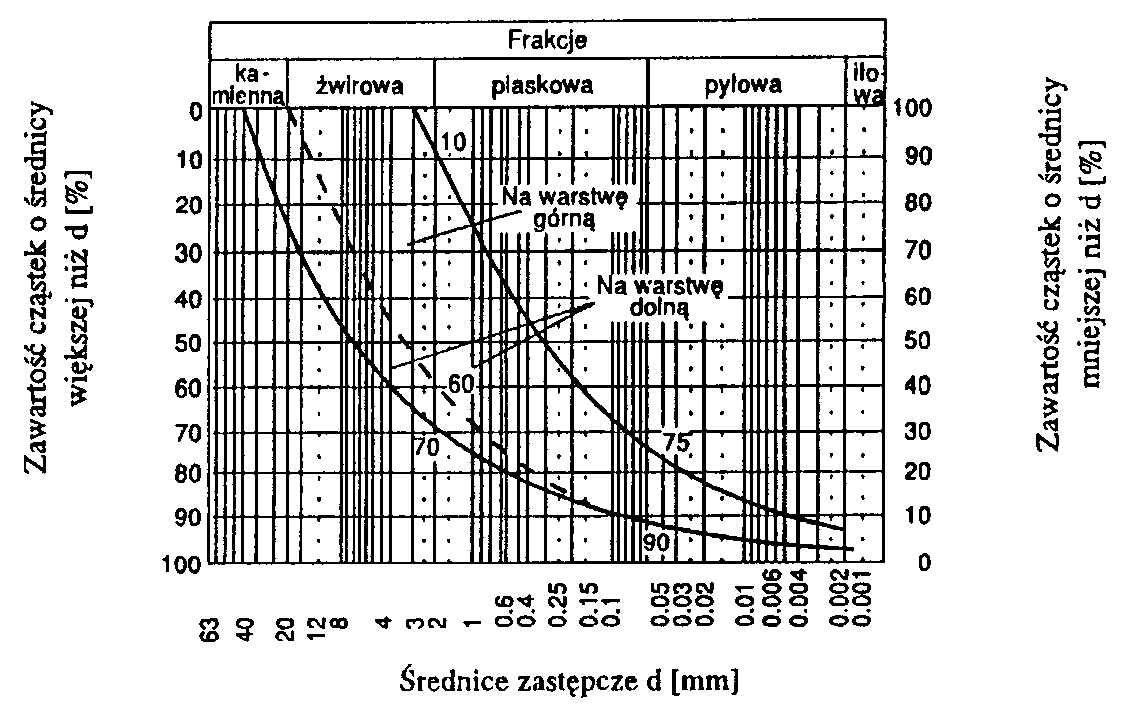 Frakcje
ka-
mienna
żwirowa
piaskowa
pyłowa
iło-
wa
Zawartość cząstek o średnicy
większej niż d [%]
0
10
20
30
40
50
60
70
80
90
100
10
Na warstwę
górną
Na warstwę
dolną
60
70
75
90
100
90
80
70
60
50
40
30
20
10
0
Zawartość cząstek o średnicy
mniejszej niż d [%]
63 40 20 12 8 4 3 2 1 0.6 0.4 0.25 0.15 0.1 0.05 0.03 0.02 0.01 0.006 0.004 0.002 0.001
Średnice zastępcze d [mm]